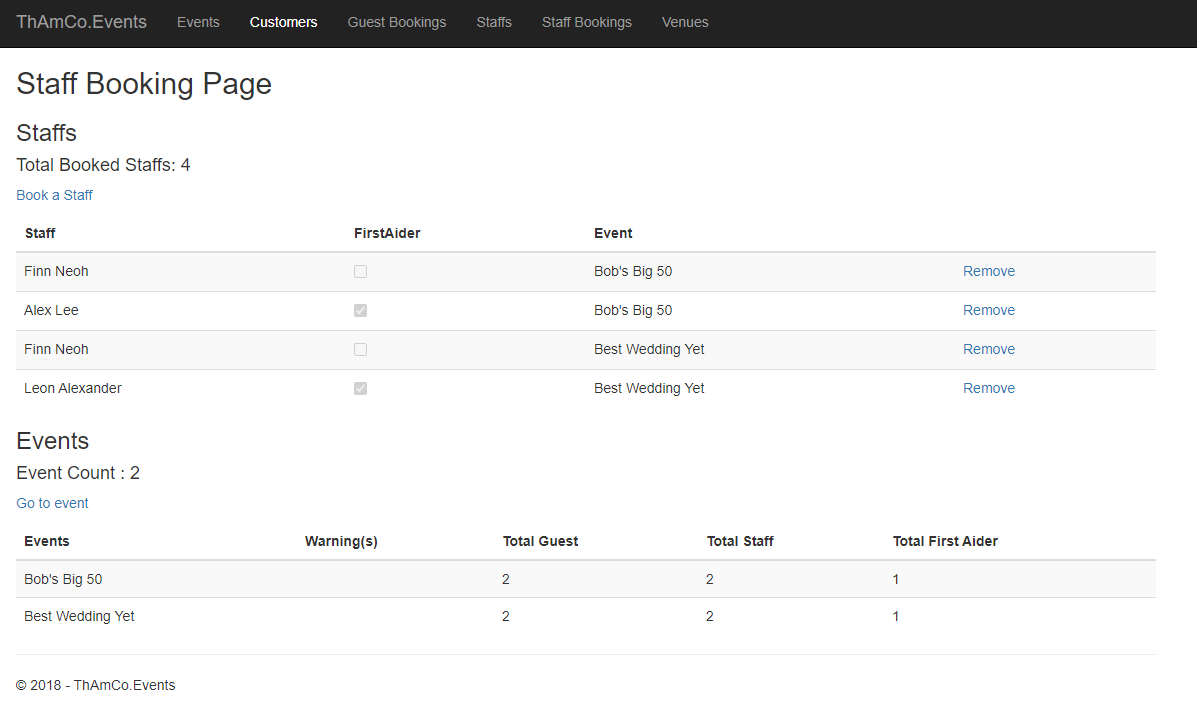 ThAmCo.Events Events Customers Guest Bookings Staffs Staff Bookings Venues
Staff Booking Page
Staffs
Total Booked Staffs: 4
Book a Staff
Staff FirstAider Event
Finn Neoh Bob's Big 50 Remove
Alex Lee Bob's Big 50 Remove
Finn Neoh Best Wedding Yet Remove
Leon Alexander Best Wedding Yet Remove
Events
Event Count : 2
Go to event
Events Warning(s) Total Guest Total Staff Total First Aider
Bob's Big 50 2 2 1
Best Wedding Yet 2 2 1
© 2018 - ThAmCo.Events